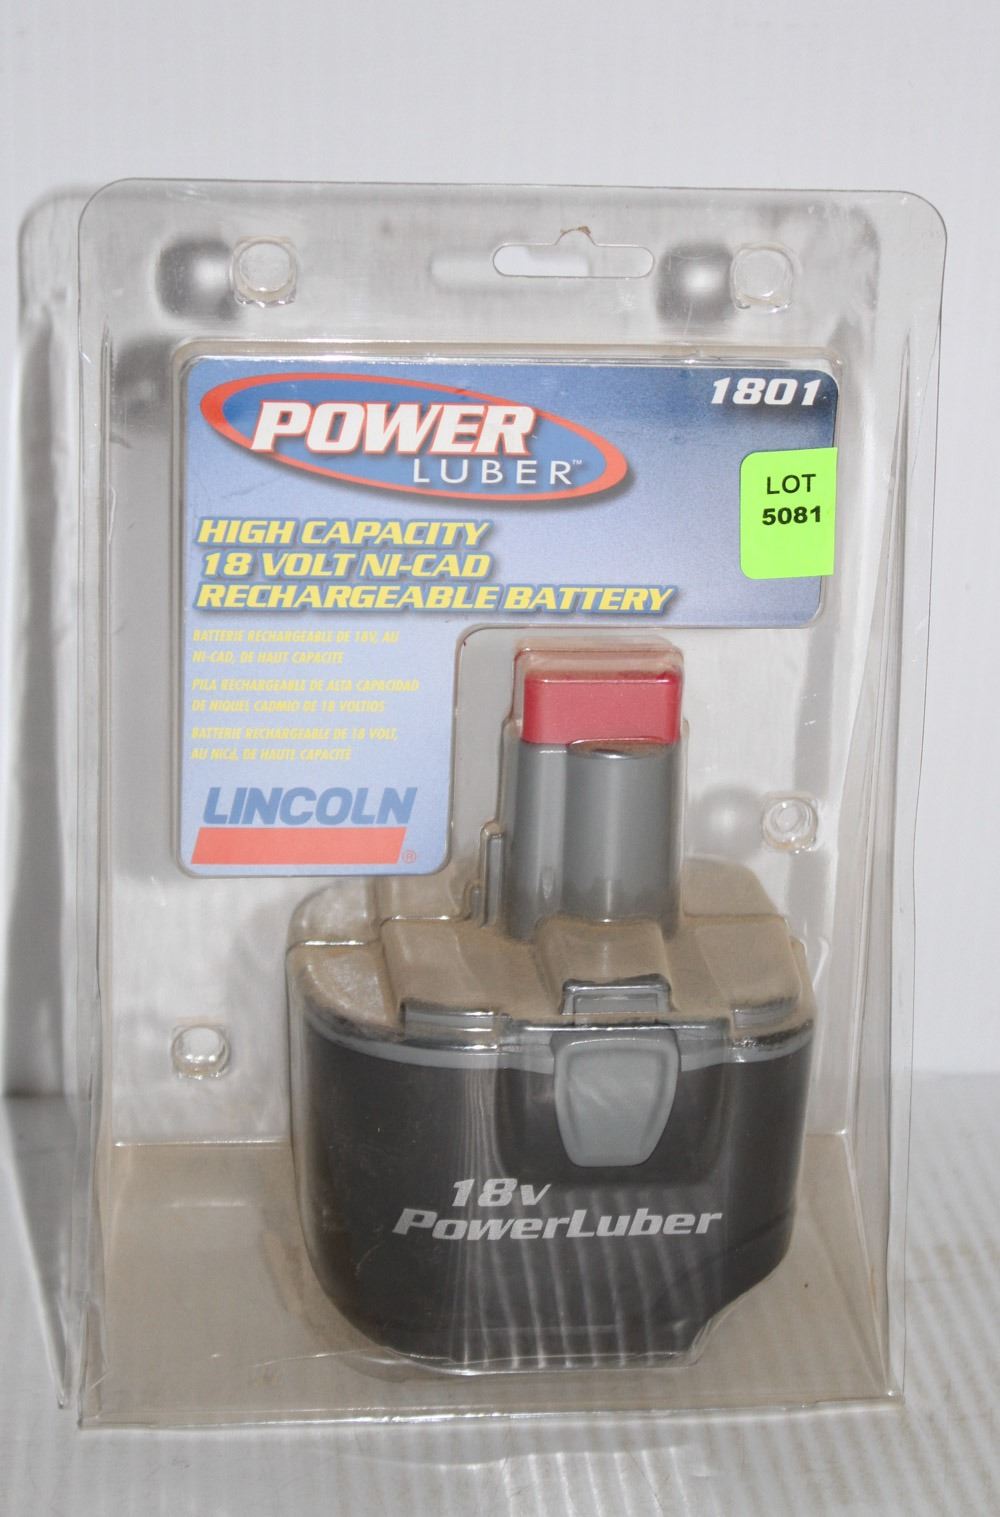 1801
POWER
LUBER™
LOT
5081
HIGH CAPACITY
18 VOLT NI-CAD
RECHARGEABLE BATTERY
BATTERIE RECHARGEABLE DE 18V, AU
NI-CAD, DE HAUT CAPACITE
PILA RECHARGEABLE DE ALTA CAPACIDAD
DE NIQUEL CADMIO DE 18 VOLTIOS
BATTERIE RECHARGEABLE DE 18 VOLT,
AU NICA, DE HAUTE CAPACITÉ
LINCOLN
®
18v
PowerLuber